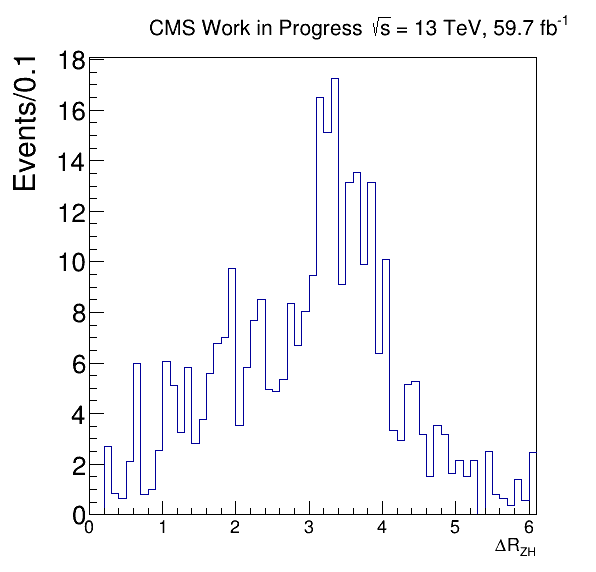 CMS Work in Progress √s = 13 TeV, 59.7 fb⁻¹
Events/0.1
18
16
14
12
10
8
6
4
2
0
0 1 2 3 4 5 6
ΔR_ZH